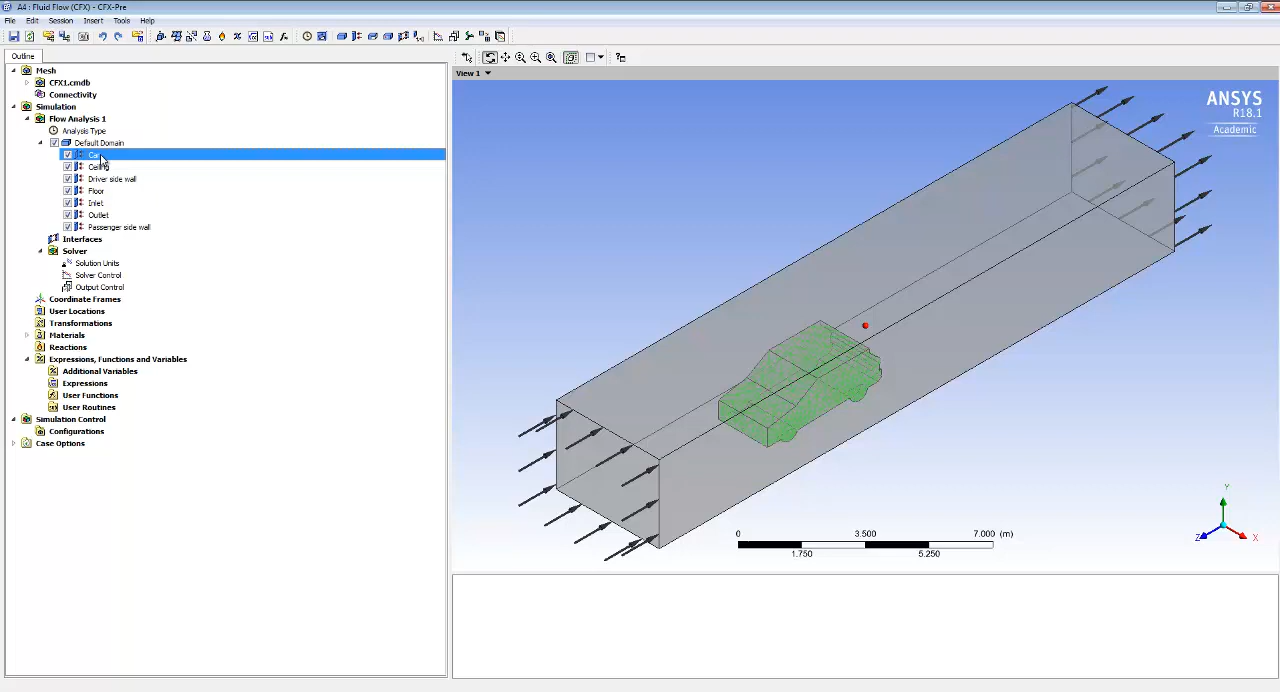 A4 : Fluid Flow (CFX) - CFX-Pre
File Edit Session Insert Tools Help
Outline
Mesh
CFX1.cmdb
Connectivity
Simulation
Flow Analysis 1
Analysis Type
Default Domain
Car
Ceiling
Driver side wall
Floor
Inlet
Outlet
Passenger side wall
Interfaces
Solver
Solution Units
Solver Control
Output Control
Coordinate Frames
User Locations
Transformations
Materials
Reactions
Expressions, Functions and Variables
Additional Variables
Expressions
User Functions
User Routines
Simulation Control
Configurations
Case Options
View 1
ANSYS
R18.1
Academic
0 3.500 7.000 (m)
1.750 5.250
Y
Z X